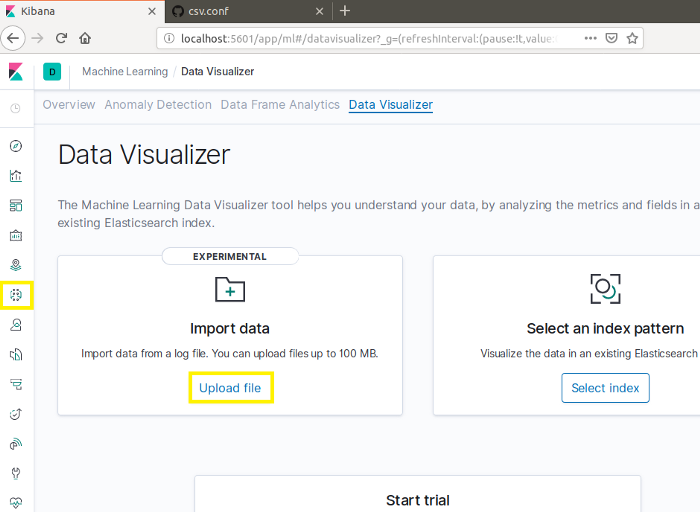 Kibana
csv.conf
localhost:5601/app/ml#/datavisualizer?_g=(refreshInterval:(pause:!t,value:
D
Machine Learning / Data Visualizer
Overview Anomaly Detection Data Frame Analytics Data Visualizer
Data Visualizer
The Machine Learning Data Visualizer tool helps you understand your data, by analyzing the metrics and fields in a
existing Elasticsearch index.
EXPERIMENTAL
Import data
Import data from a log file. You can upload files up to 100 MB.
Upload file
Select an index pattern
Visualize the data in an existing Elasticsearch
Select index
Start trial